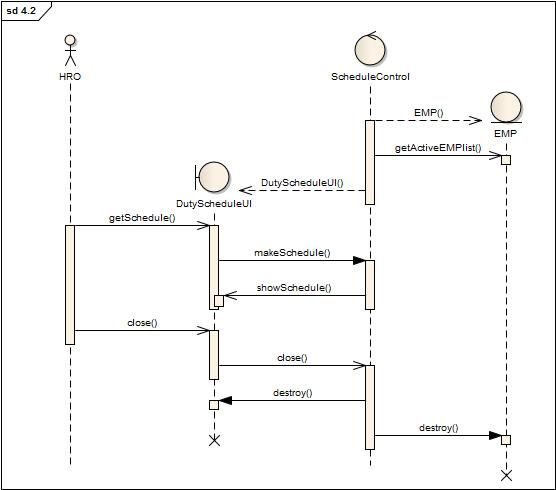 sd 4.2
HRO
ScheduleControl
EMP()
EMP
getActiveEMPlist()
DutyScheduleUI()
DutyScheduleUI
getSchedule()
makeSchedule()
showSchedule()
close()
close()
destroy()
destroy()